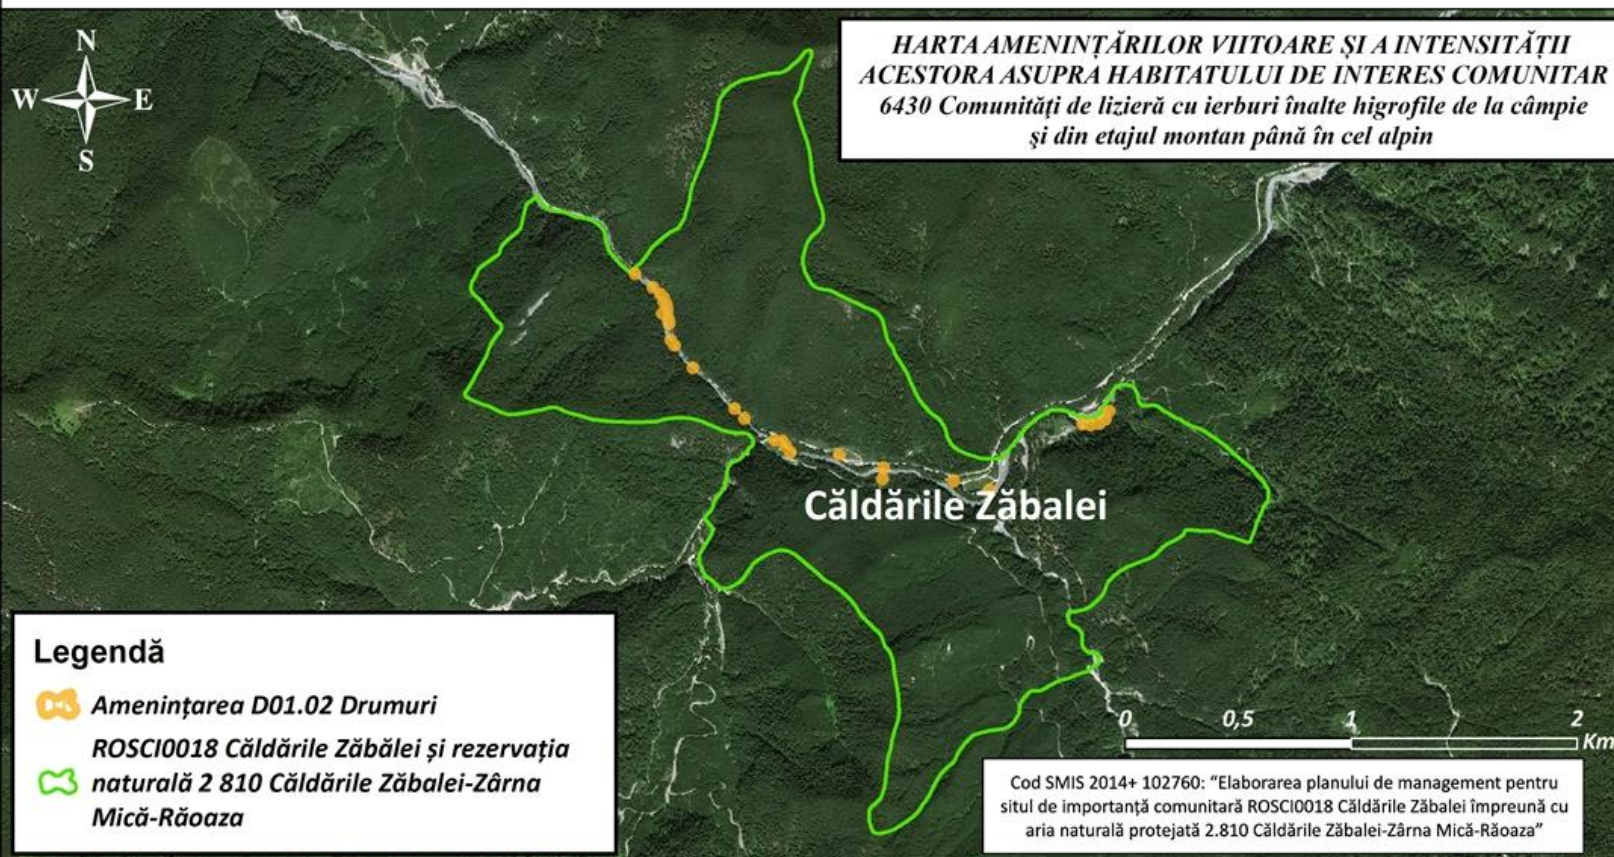 N
W E
S
HARTA AMENINȚĂRILOR VIITOARE ȘI A INTENSITĂȚII
ACESTORA ASUPRA HABITATULUI DE INTERES COMUNITAR
6430 Comunităţi de lizieră cu ierburi înalte higrofile de la câmpie
şi din etajul montan până în cel alpin
Căldările Zăbalei
Legendă
Amenințarea D01.02 Drumuri
ROSCI0018 Căldările Zăbălei și rezervația
naturală 2 810 Căldările Zăbalei-Zârna
Mică-Răoaza
0 0,5 1 2
Km
Cod SMIS 2014+ 102760: “Elaborarea planului de management pentru
situl de importanță comunitară ROSCI0018 Căldările Zăbalei împreună cu
aria naturală protejată 2.810 Căldările Zăbalei-Zârna Mică-Răoaza”